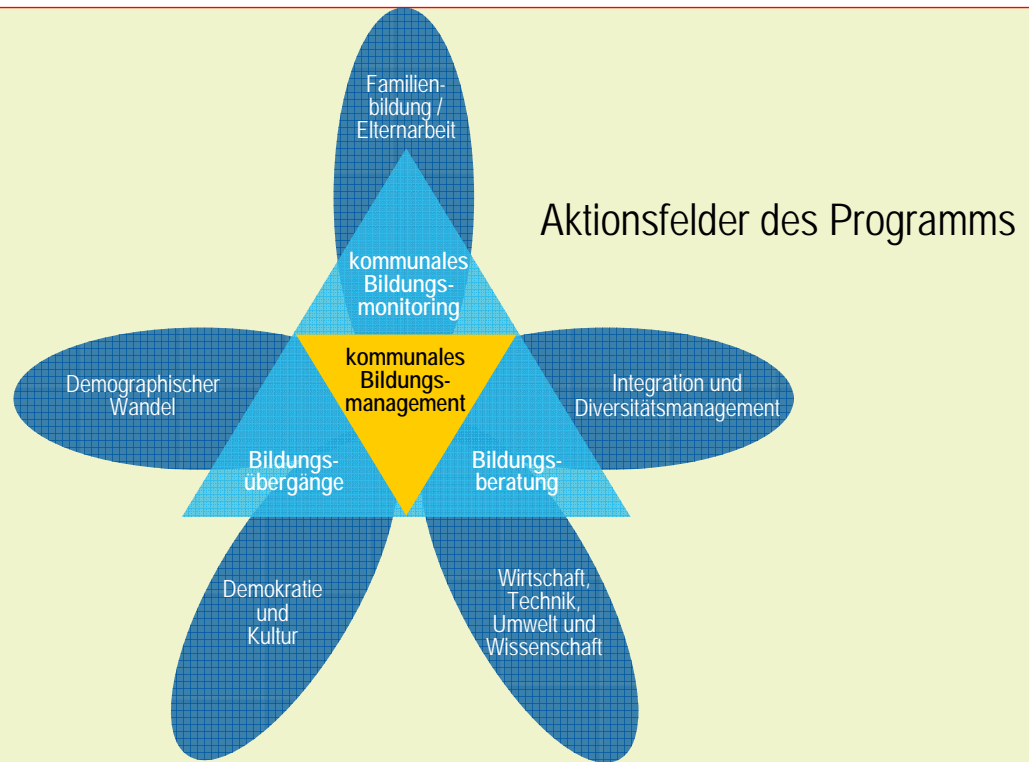 Familien-
bildung /
Elternarbeit
Aktionsfelder des Programms
kommunales
Bildungs-
monitoring
kommunales
Bildungs-
management
Demographischer
Wandel
Integration und
Diversitätsmanagement
Bildungs-
übergänge
Bildungs-
beratung
Demokratie
und
Kultur
Wirtschaft,
Technik,
Umwelt und
Wissenschaft